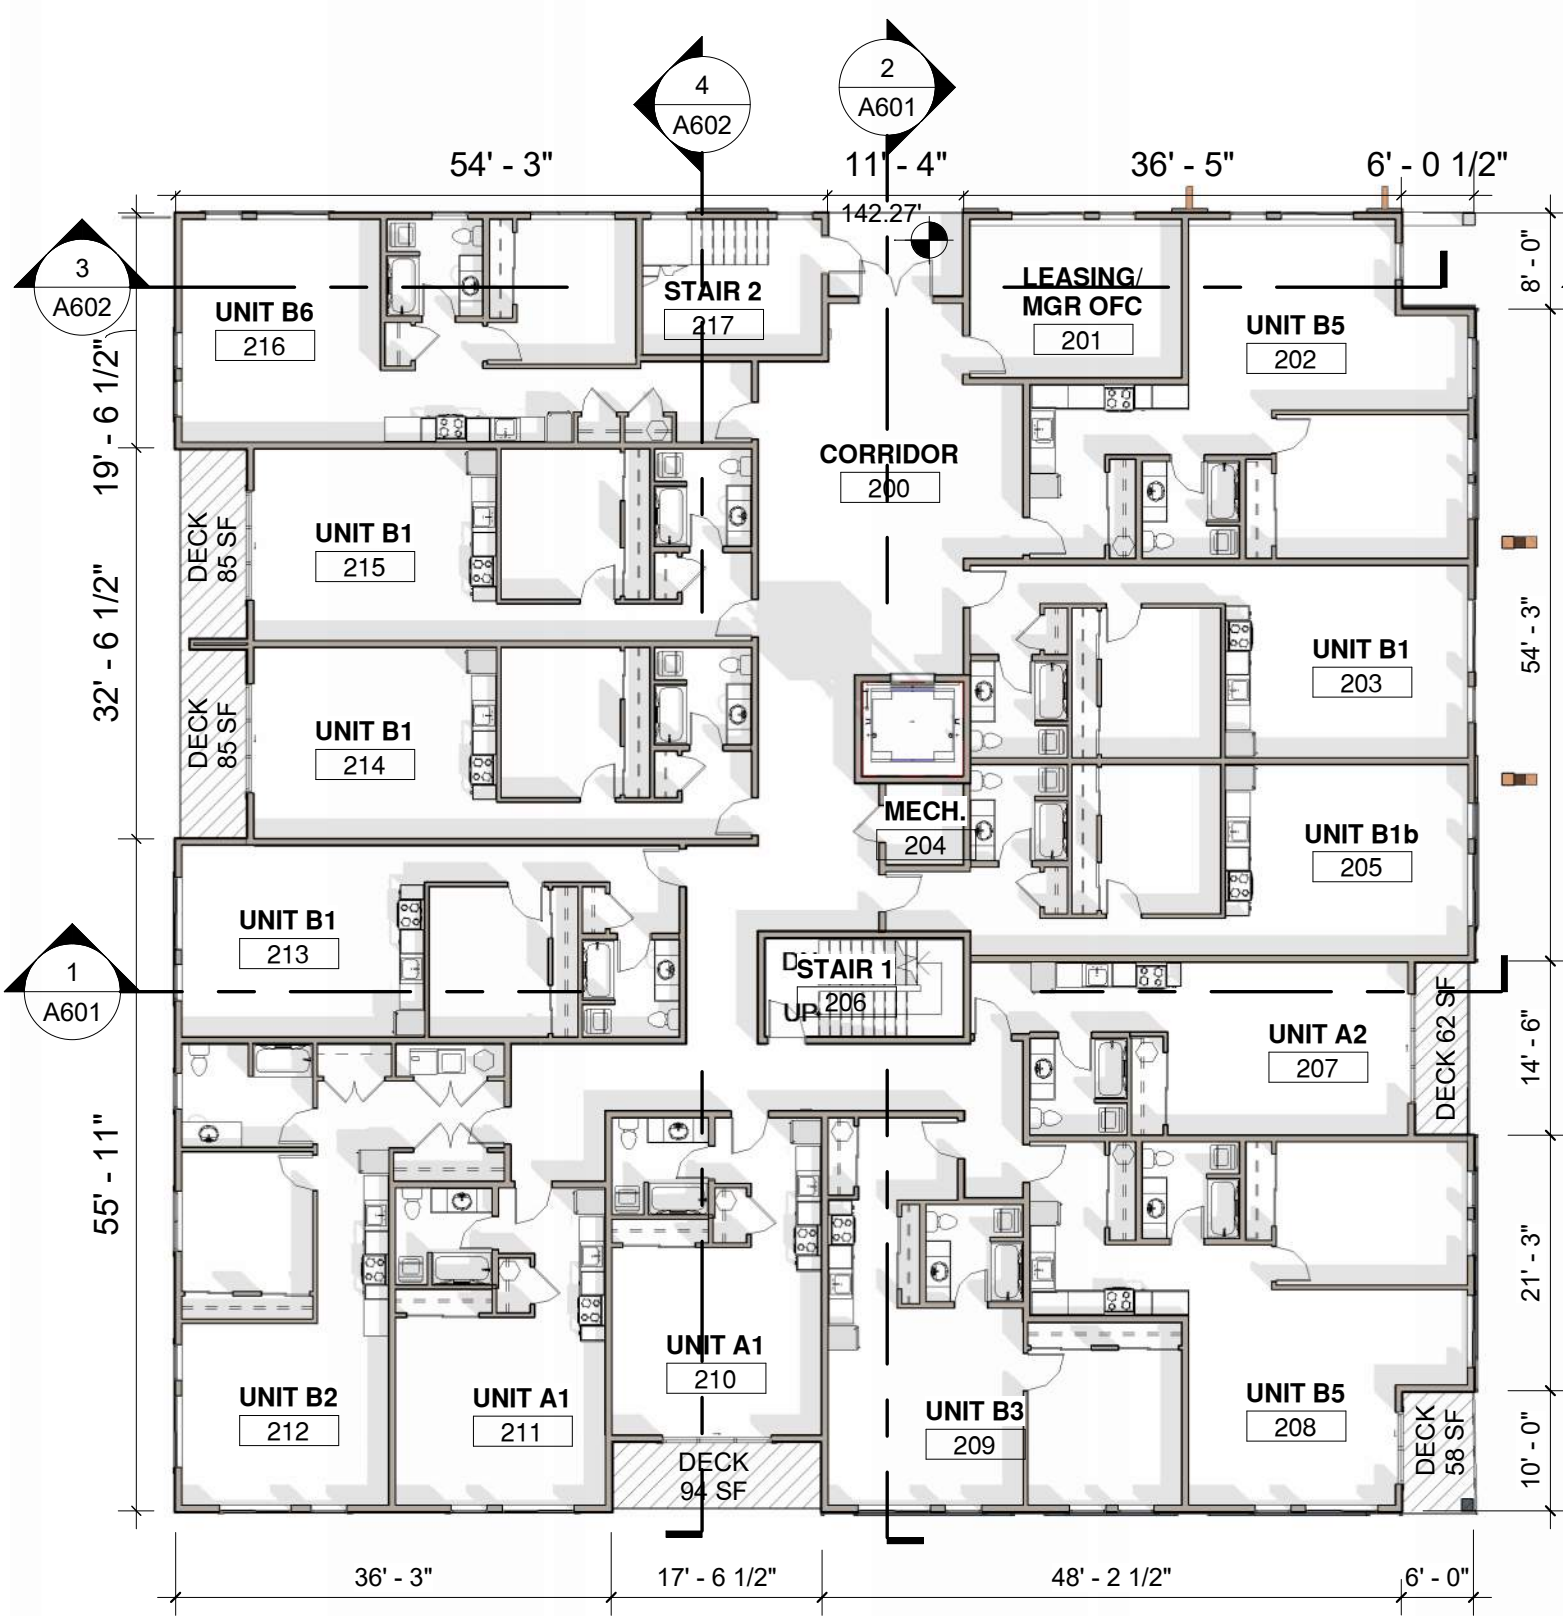 4
A602
2
A601
54' - 3"
11' - 4"
36' - 5"
6' - 0 1/2"
142.27'
3
A602
8' - 0"
UNIT B6
216
STAIR 2
217
LEASING/
MGR OFC
201
UNIT B5
202
19' - 6 1/2"
CORRIDOR
200
DECK
85 SF
UNIT B1
215
32' - 6 1/2"
54' - 3"
UNIT B1
203
DECK
85 SF
UNIT B1
214
MECH.
204
UNIT B1b
205
UNIT B1
213
1
A601
STAIR 1
206
UP
UNIT A2
207
DECK 62 SF
14' - 6"
55' - 11"
21' - 3"
UNIT B2
212
UNIT A1
211
UNIT A1
210
UNIT B3
209
UNIT B5
208
DECK
58 SF
10' - 0"
DECK
94 SF
36' - 3"
17' - 6 1/2"
48' - 2 1/2"
6' - 0"